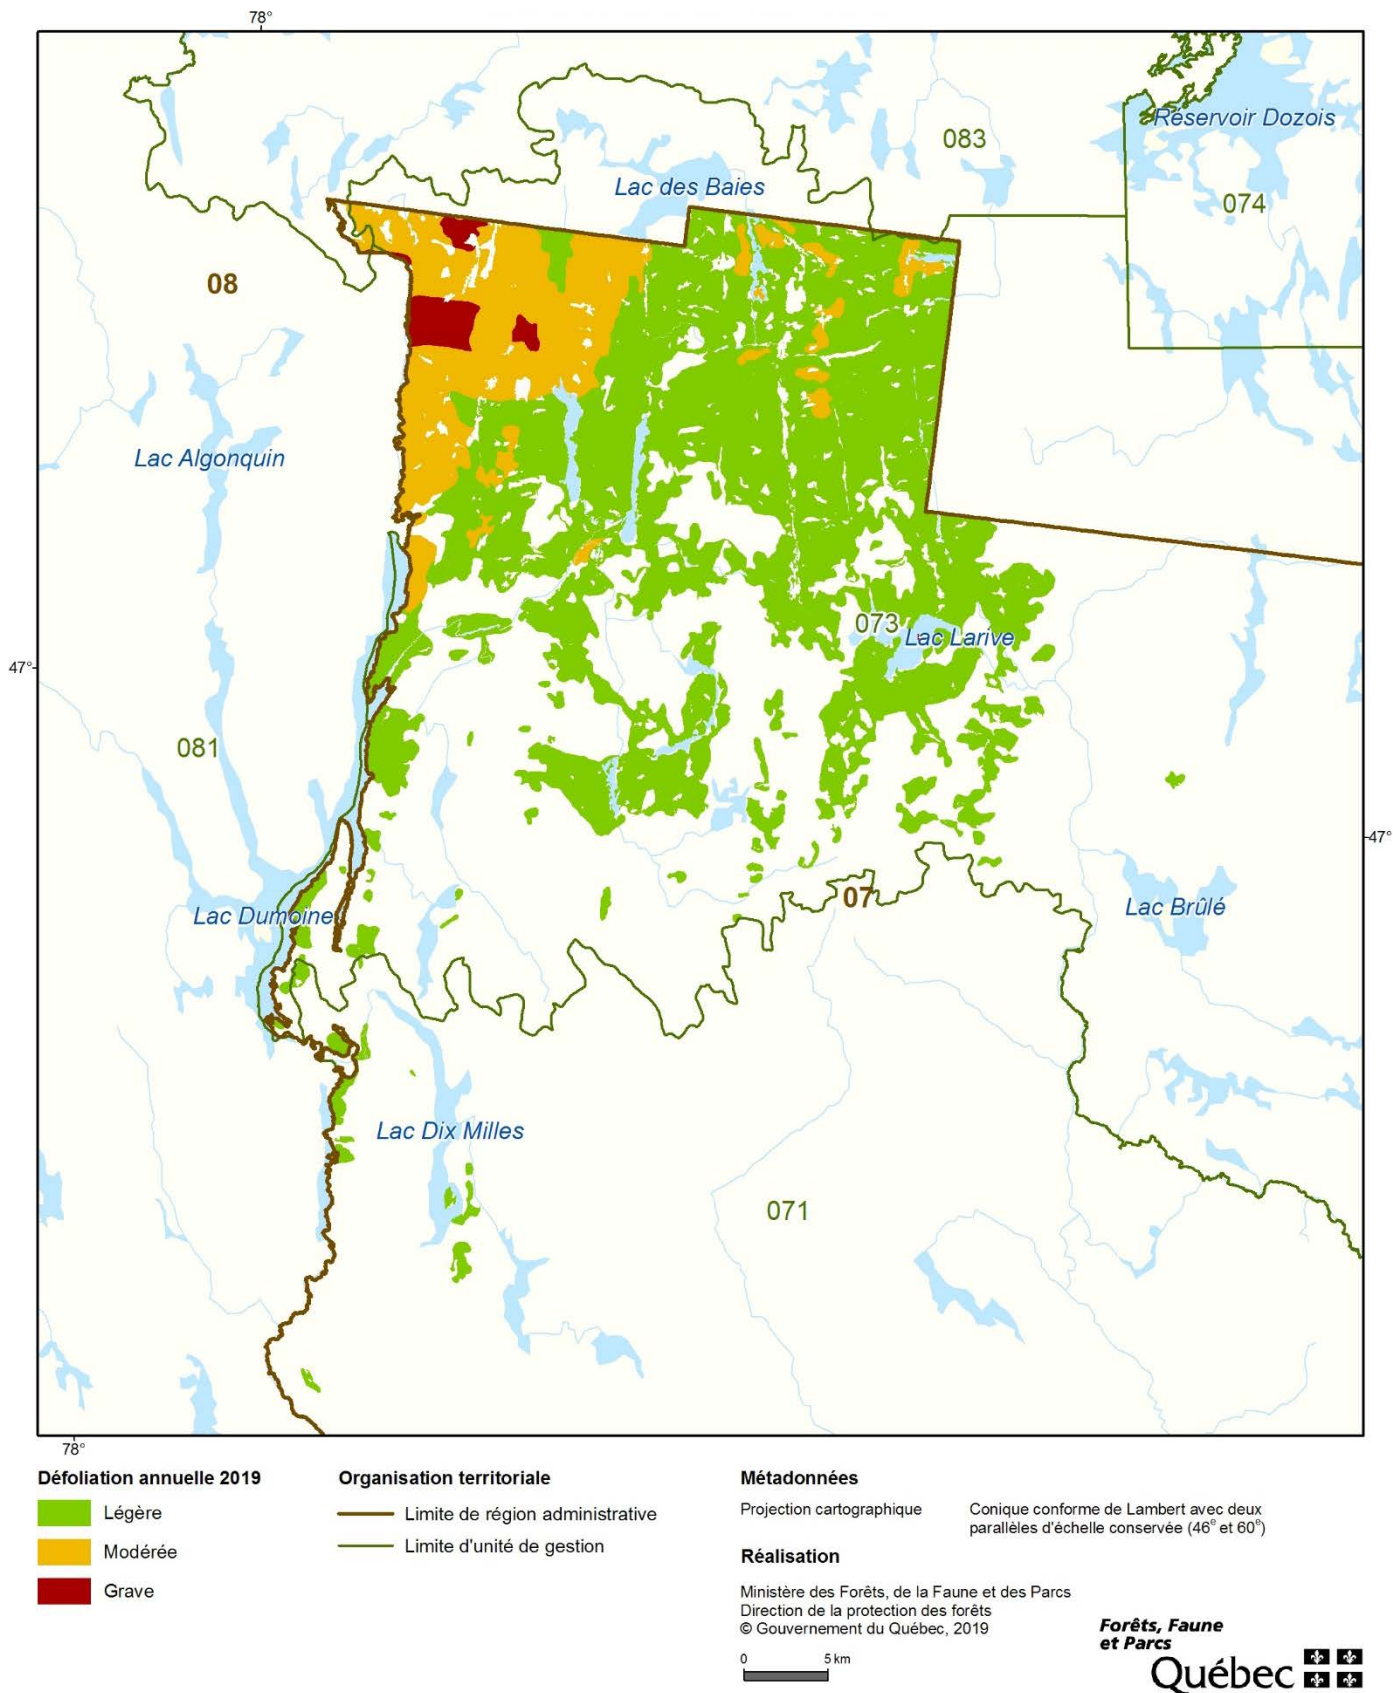 78°
083
Réservoir Dozois
Lac des Baies
074
08
Lac Algonquin
073
Lac Larive
47°
081
47°
07
Lac Dumoine
Lac Brûlé
Lac Dix Milles
071
78°
Défoliation annuelle 2019
Légère
Modérée
Grave
Organisation territoriale
Limite de région administrative
Limite d'unité de gestion
Métadonnées
Projection cartographique
Conique conforme de Lambert avec deux
parallèles d'échelle conservée (46e et 60e)
Réalisation
Ministère des Forêts, de la Faune et des Parcs
Direction de la protection des forêts
© Gouvernement du Québec, 2019
0 5 km
Forêts, Faune
et Parcs
Québec